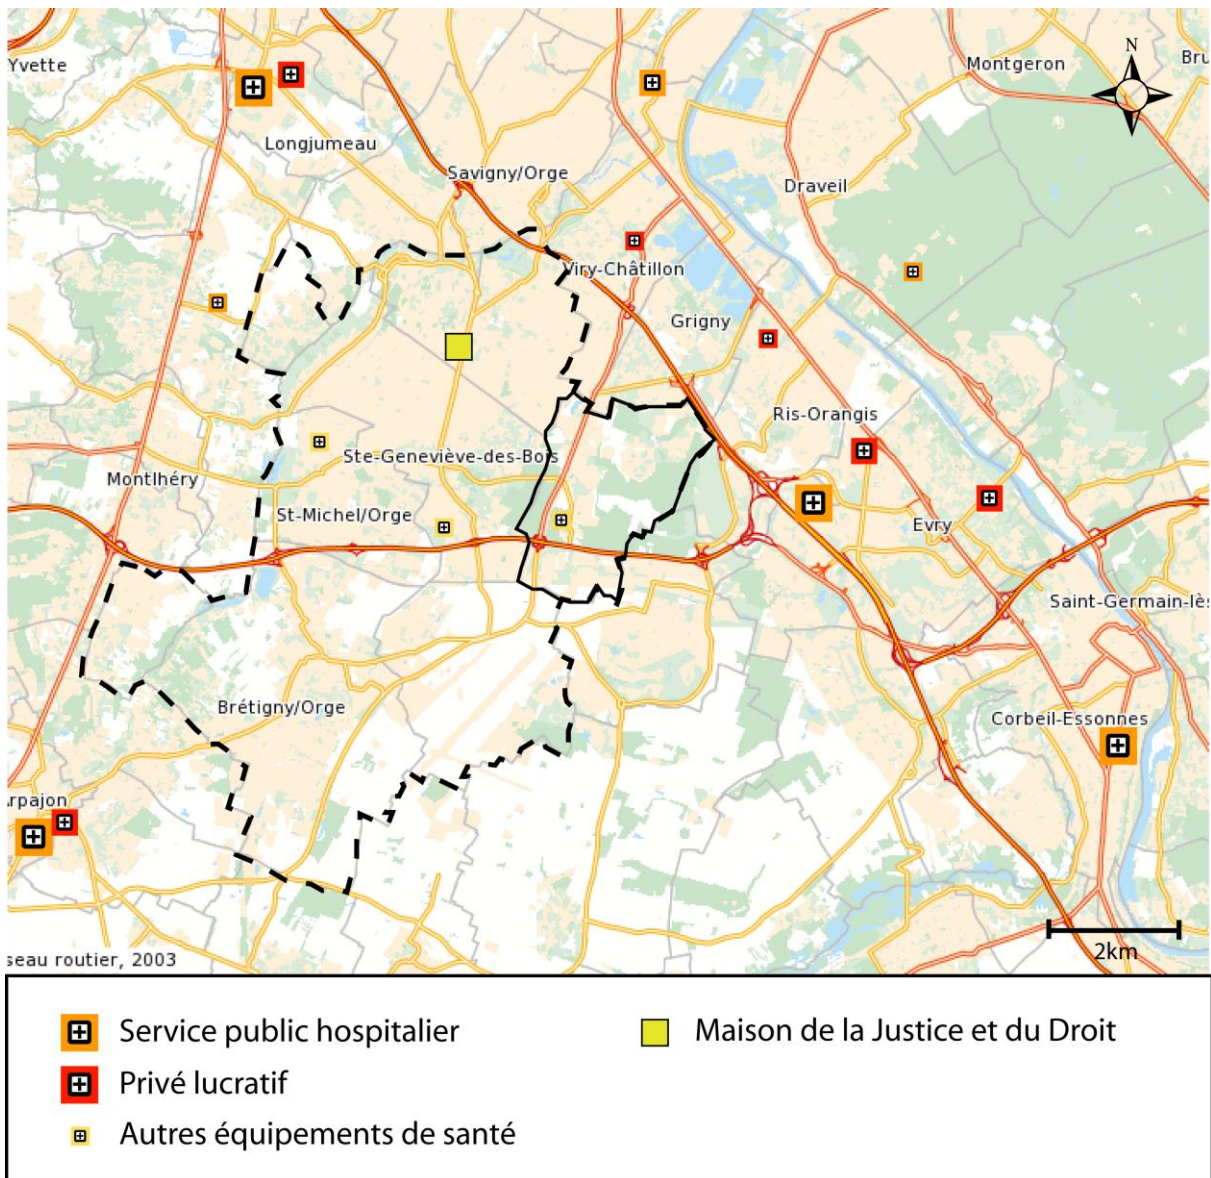 N
Yvette
Montgeron
Bru
Longjumeau
Savigny/Orge
Draveil
Viry-Châtillon
Grigny
Ris-Orangis
Ste-Geneviève-des-Bois
Montlhéry
St-Michel/Orge
Evry
Saint-Germain-lès
Brétigny/Orge
Corbeil-Essonnes
rpajon
2km
seau routier, 2003
Service public hospitalier
Maison de la Justice et du Droit
Privé lucratif
Autres équipements de santé